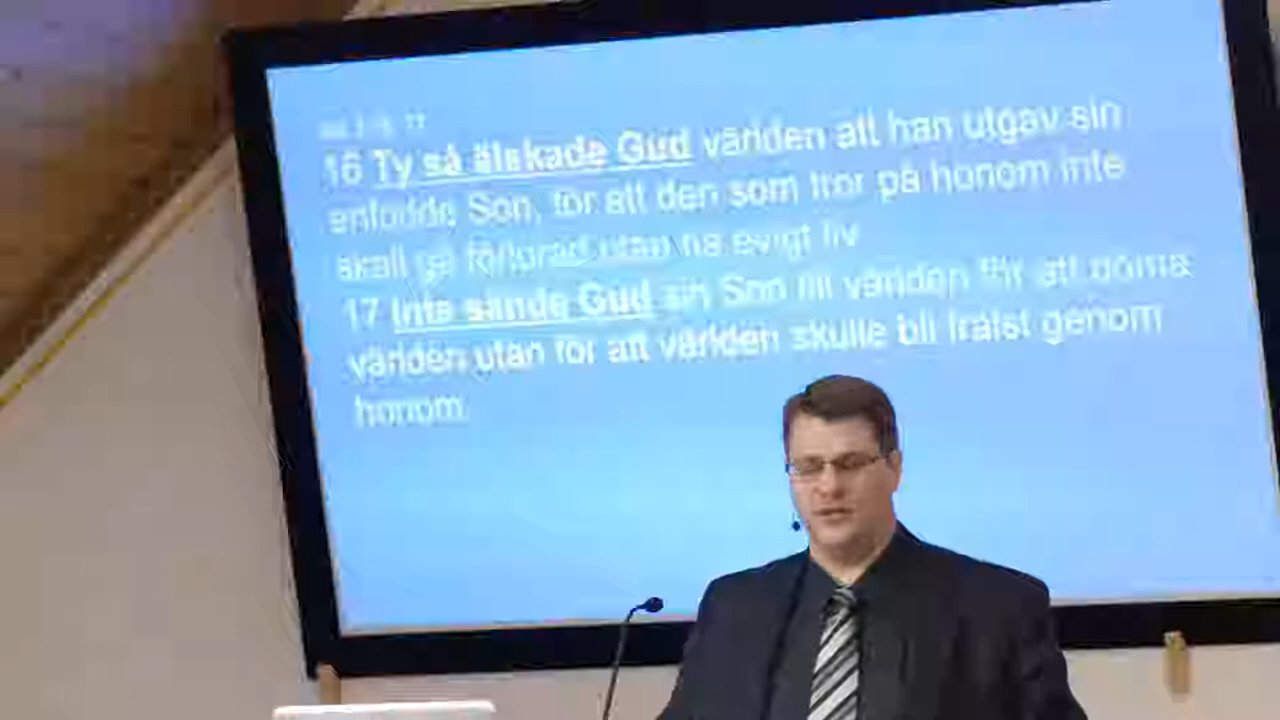 16 Ty så älskade Gud världen att han utgav sin
enfödde Son, för att den som tror på honom inte
skall gå förlorad utan ha evigt liv
17 Inte sände Gud sin Son till världen för att döma
världen utan för att världen skulle bli frälst genom
honom.